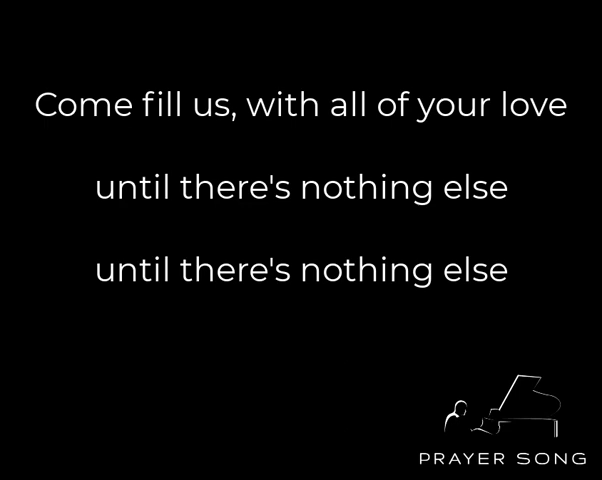 Come fill us, with all of your love
until there's nothing else
until there's nothing else
PRAYER SONG